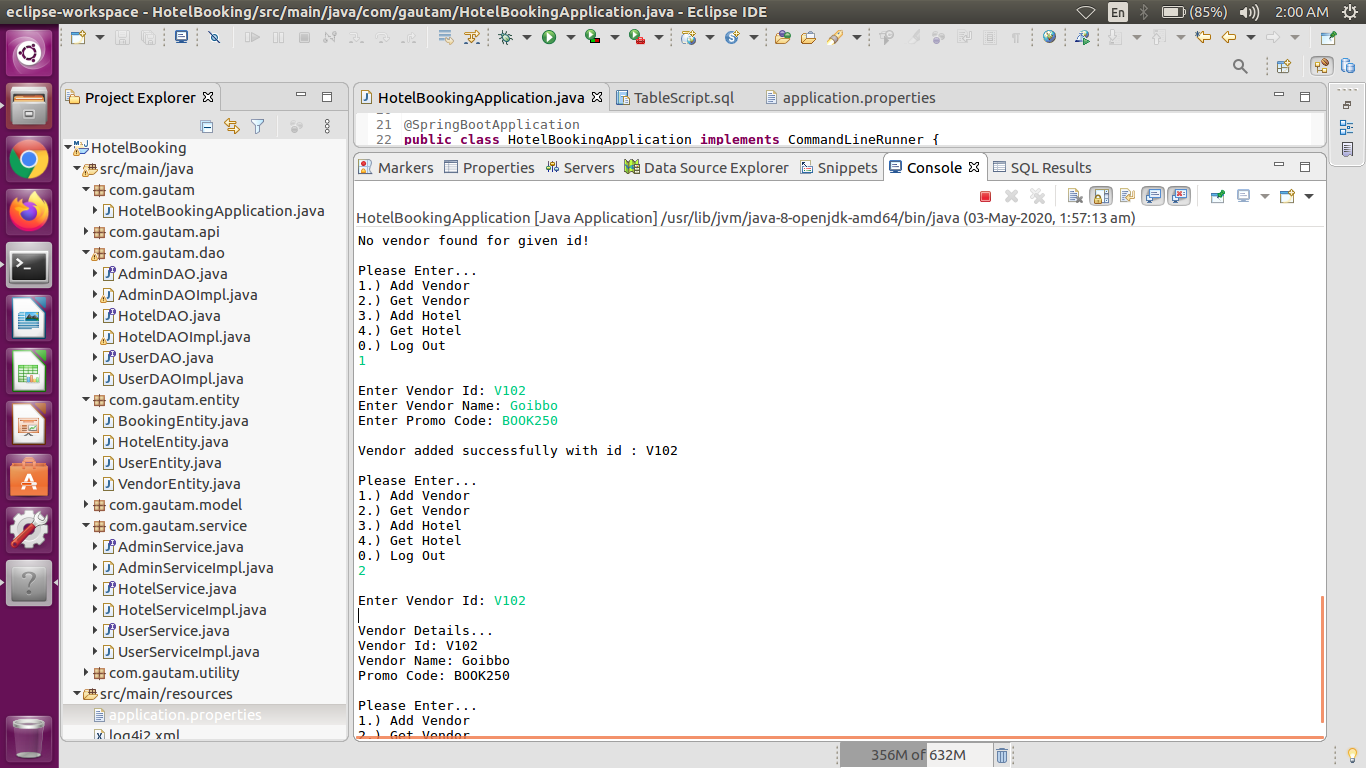 eclipse-workspace - HotelBooking/src/main/java/com/gautam/HotelBookingApplication.java - Eclipse IDE
En
(85%)
2:00 AM
Project Explorer
HotelBooking
src/main/java
com.gautam
HotelBookingApplication.java
com.gautam.api
com.gautam.dao
AdminDAO.java
AdminDAOImpl.java
HotelDAO.java
HotelDAOImpl.java
UserDAO.java
UserDAOImpl.java
com.gautam.entity
BookingEntity.java
HotelEntity.java
UserEntity.java
VendorEntity.java
com.gautam.model
com.gautam.service
AdminService.java
AdminServiceImpl.java
HotelService.java
HotelServiceImpl.java
UserService.java
UserServiceImpl.java
com.gautam.utility
src/main/resources
application.properties
log4j2.xml
HotelBookingApplication.java
TableScript.sql
application.properties
21 @SpringBootApplication
22 public class HotelBookingApplication implements CommandLineRunner {
Markers
Properties
Servers
Data Source Explorer
Snippets
Console
SQL Results
HotelBookingApplication [Java Application] /usr/lib/jvm/java-8-openjdk-amd64/bin/java (03-May-2020, 1:57:13 am)
No vendor found for given id!
Please Enter...
1.) Add Vendor
2.) Get Vendor
3.) Add Hotel
4.) Get Hotel
0.) Log Out
1
Enter Vendor Id: V102
Enter Vendor Name: Goibbo
Enter Promo Code: BOOK250
Vendor added successfully with id : V102
Please Enter...
1.) Add Vendor
2.) Get Vendor
3.) Add Hotel
4.) Get Hotel
0.) Log Out
2
Enter Vendor Id: V102
Vendor Details...
Vendor Id: V102
Vendor Name: Goibbo
Promo Code: BOOK250
Please Enter...
1.) Add Vendor
2.) Get Vendor
356M of 632M